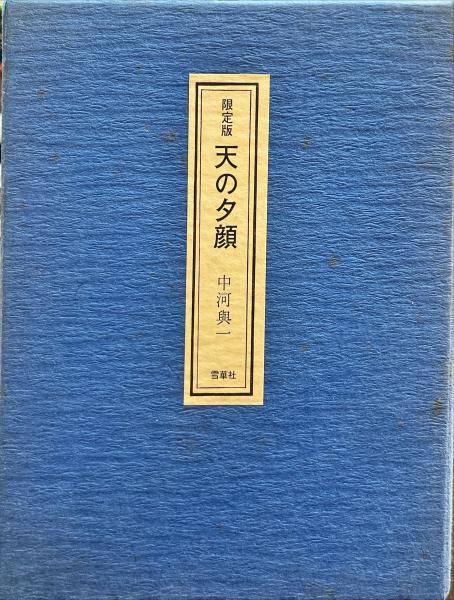 限定版
天の夕顔
中河與一
雪華社